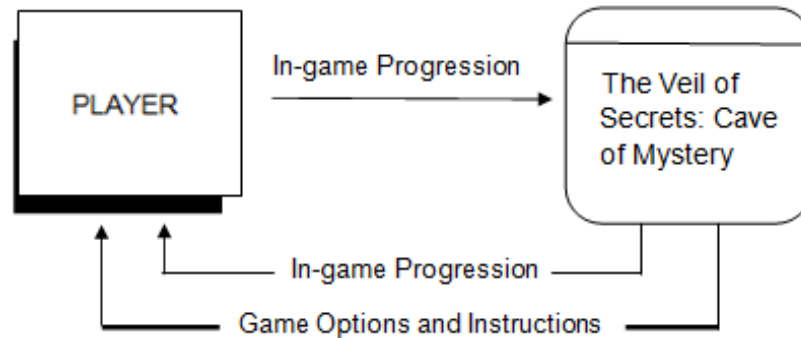 In-game Progression
PLAYER
The Veil of
Secrets: Cave
of Mystery
In-game Progression
Game Options and Instructions